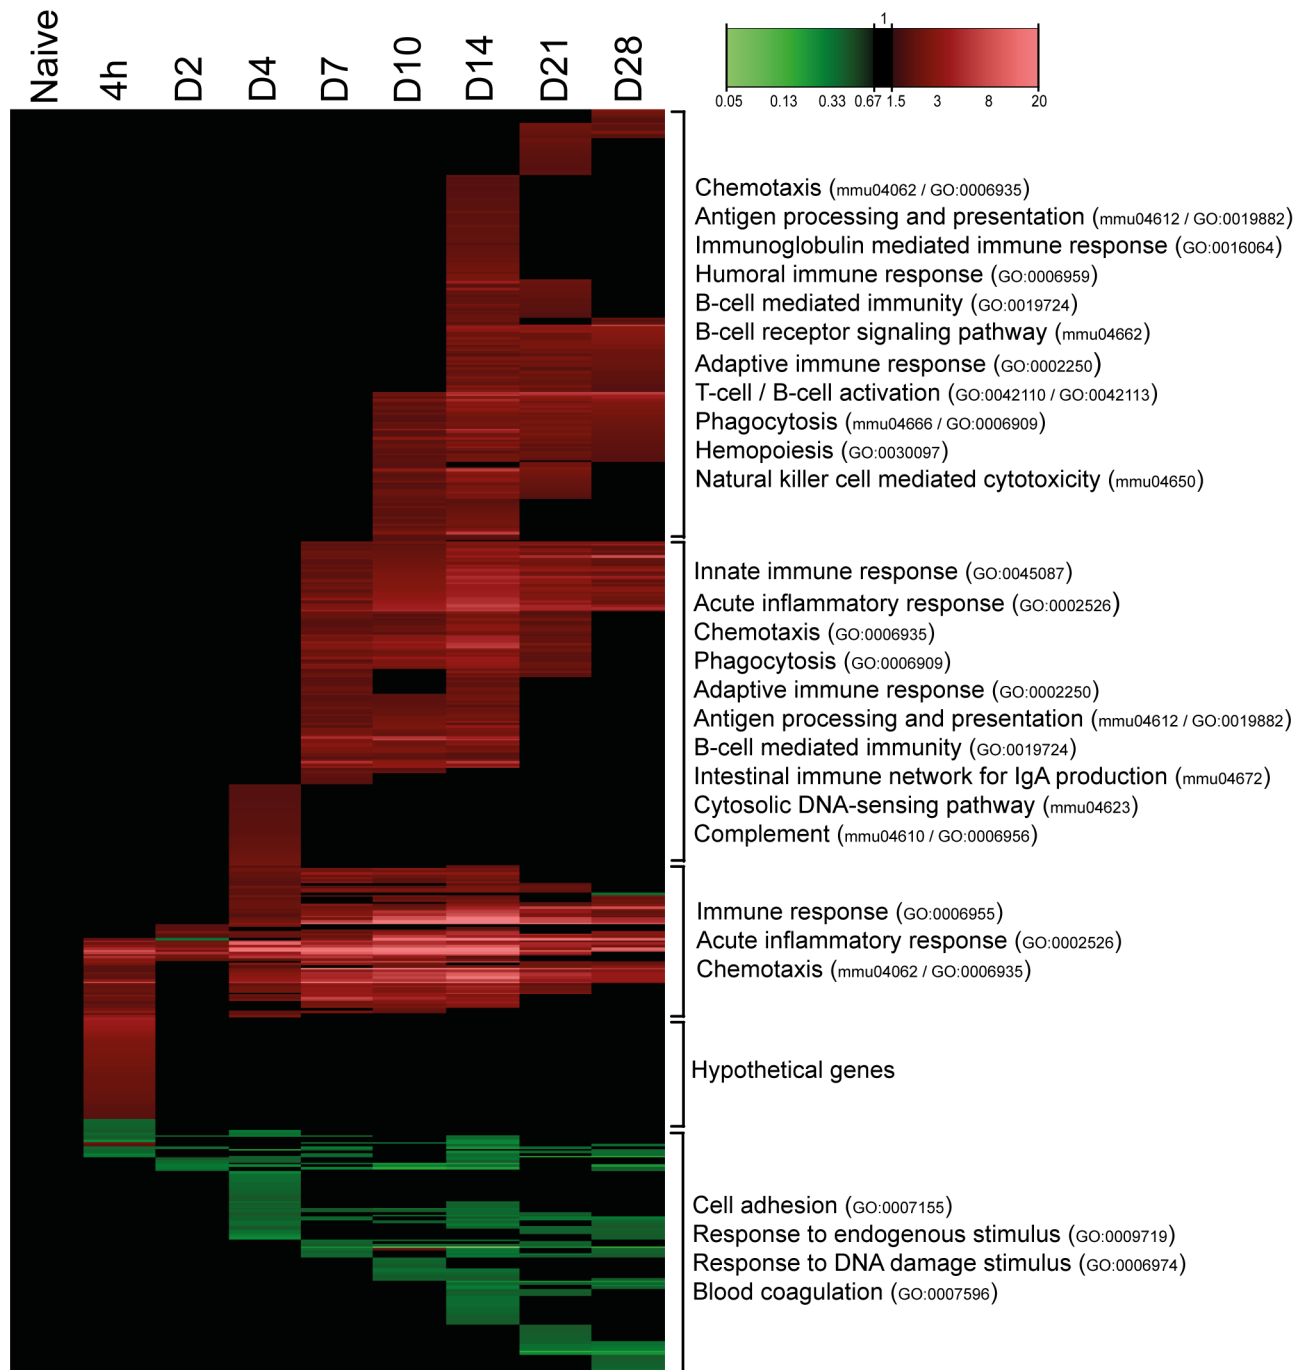 Naive 4h D2 D4 D7 D10 D14 D21 D28
1
0.05 0.13 0.33 0.67 1.5 3 8 20
Chemotaxis (mmu04062 / GO:0006935)
Antigen processing and presentation (mmu04612 / GO:0019882)
Immunoglobulin mediated immune response (GO:0016064)
Humoral immune response (GO:0006959)
B-cell mediated immunity (GO:0019724)
B-cell receptor signaling pathway (mmu04662)
Adaptive immune response (GO:0002250)
T-cell / B-cell activation (GO:0042110 / GO:0042113)
Phagocytosis (mmu04666 / GO:0006909)
Hemopoiesis (GO:0030097)
Natural killer cell mediated cytotoxicity (mmu04650)
Innate immune response (GO:0045087)
Acute inflammatory response (GO:0002526)
Chemotaxis (GO:0006935)
Phagocytosis (GO:0006909)
Adaptive immune response (GO:0002250)
Antigen processing and presentation (mmu04612 / GO:0019882)
B-cell mediated immunity (GO:0019724)
Intestinal immune network for IgA production (mmu04672)
Cytosolic DNA-sensing pathway (mmu04623)
Complement (mmu04610 / GO:0006956)
Immune response (GO:0006955)
Acute inflammatory response (GO:0002526)
Chemotaxis (mmu04062 / GO:0006935)
Hypothetical genes
Cell adhesion (GO:0007155)
Response to endogenous stimulus (GO:0009719)
Response to DNA damage stimulus (GO:0006974)
Blood coagulation (GO:0007596)